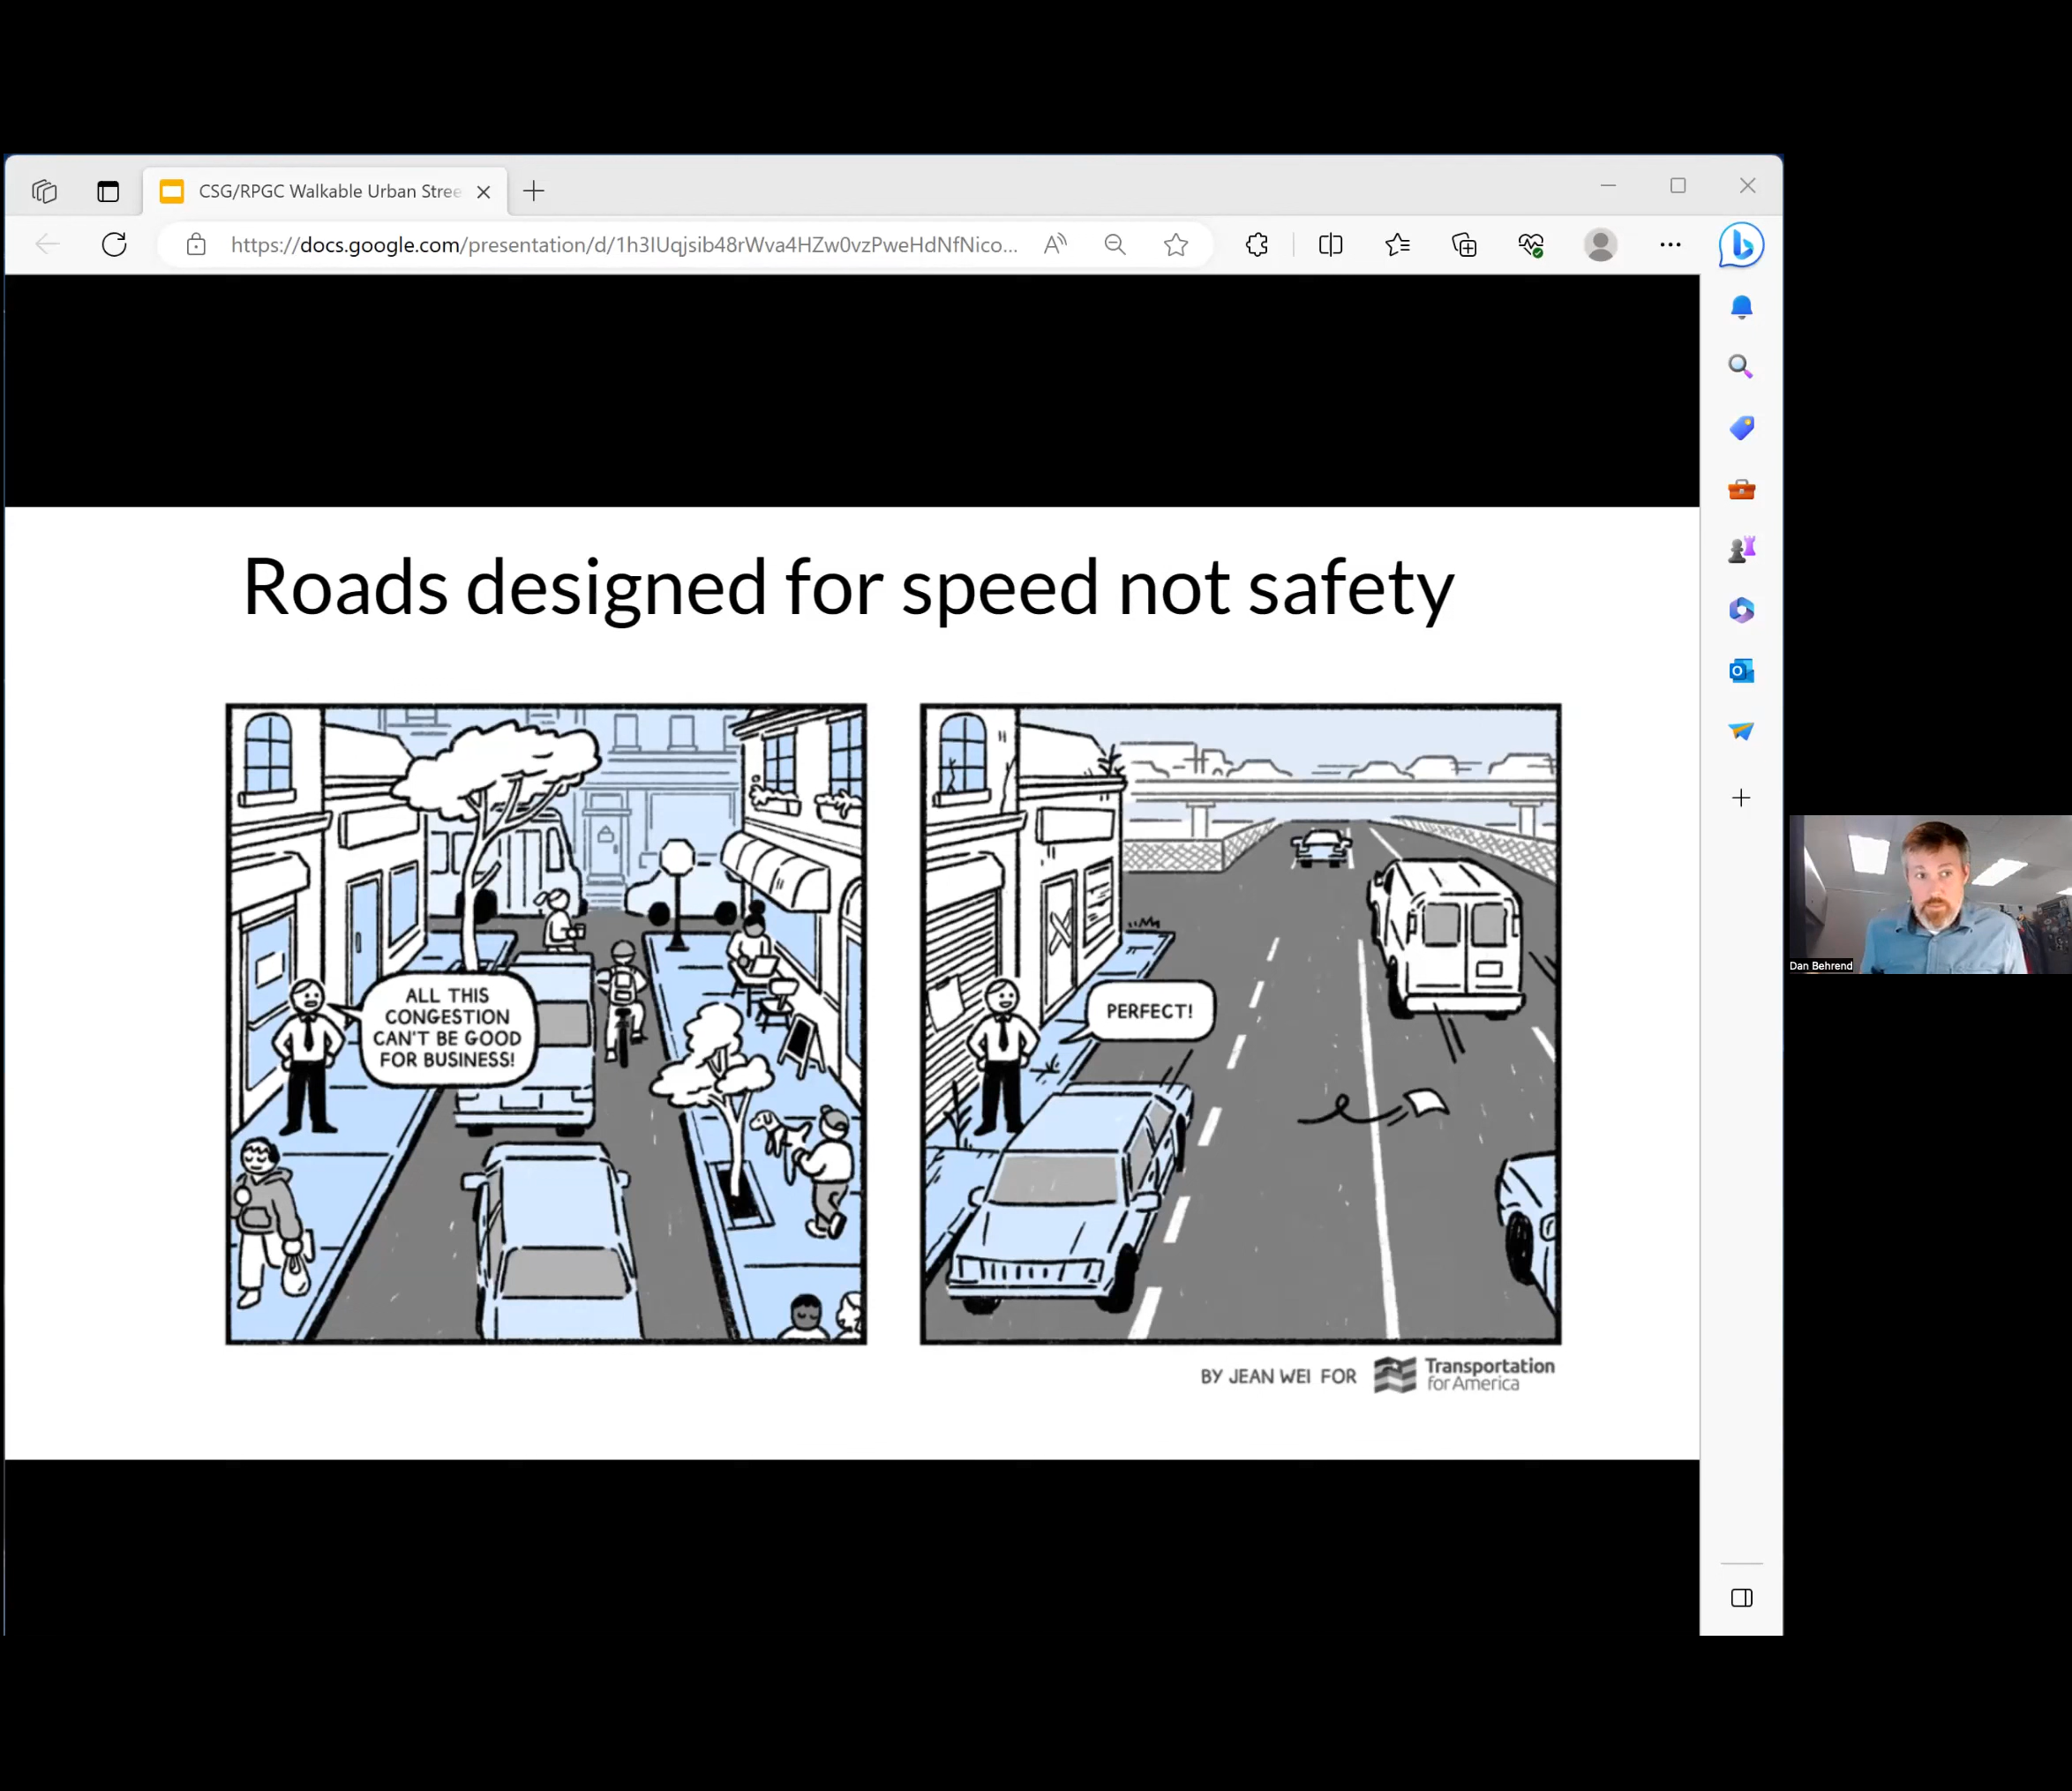 CSG/RPGC Walkable Urban Stree
https://docs.google.com/presentation/d/1h3IUqjsib48rWva4HZw0vzPweHdNfNico...
Roads designed for speed not safety
ALL THIS
CONGESTION
CAN'T BE GOOD
FOR BUSINESS!
PERFECT!
BY JEAN WEI FOR
Transportation
for America
Dan Behrend